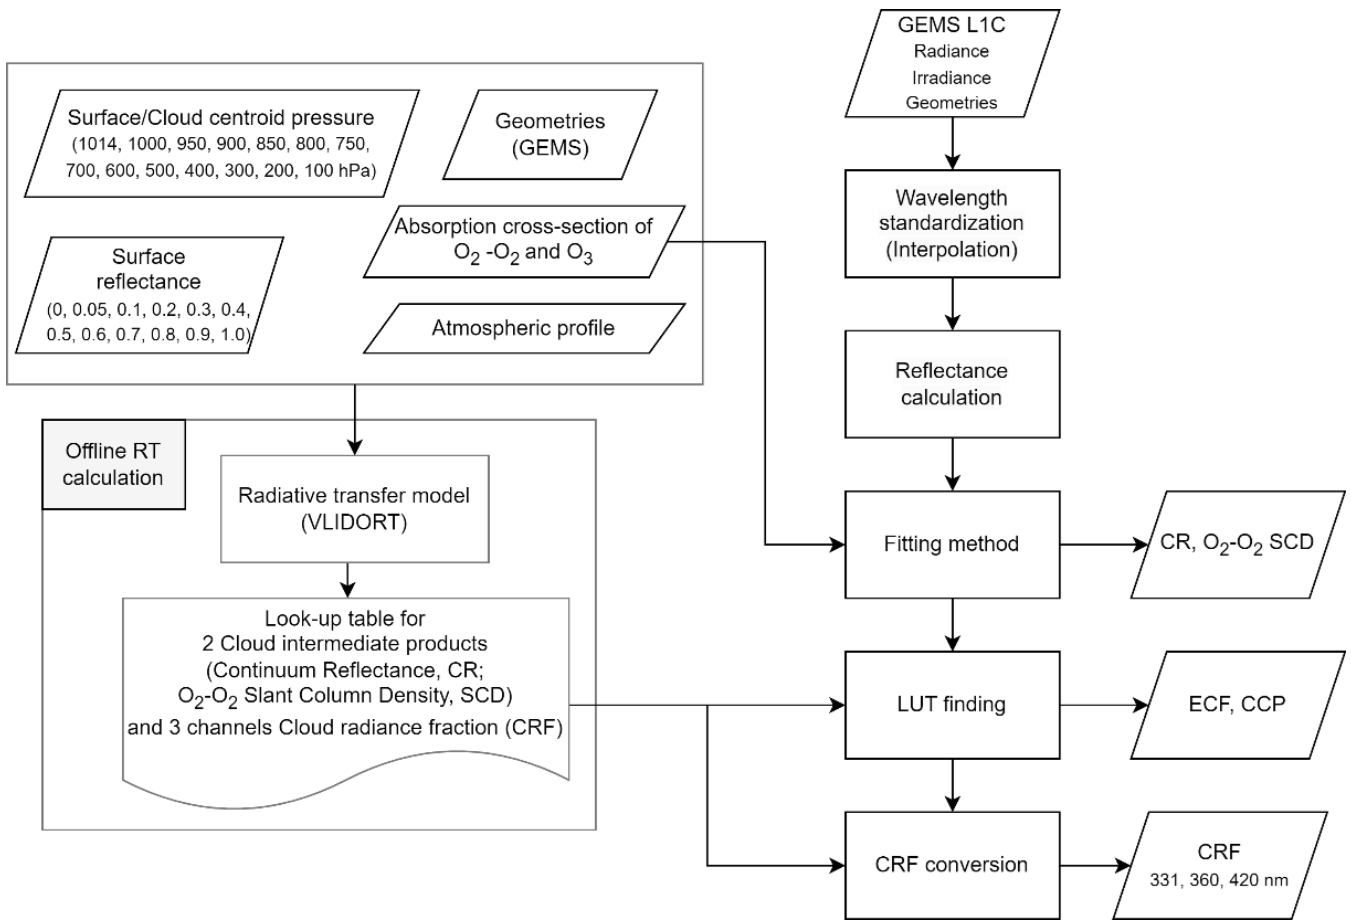 GEMS L1C
Radiance
Irradiance
Geometries
Surface/Cloud centroid pressure
(1014, 1000, 950, 900, 850, 800, 750,
700, 600, 500, 400, 300, 200, 100 hPa)
Geometries
(GEMS)
Absorption cross-section of
O2 -O2 and O3
Surface
reflectance
(0, 0.05, 0.1, 0.2, 0.3, 0.4,
0.5, 0.6, 0.7, 0.8, 0.9, 1.0)
Atmospheric profile
Wavelength
standardization
(Interpolation)
Reflectance
calculation
Offline RT
calculation
Radiative transfer model
(VLIDORT)
Fitting method
CR, O2-O2 SCD
Look-up table for
2 Cloud intermediate products
(Continuum Reflectance, CR;
O2-O2 Slant Column Density, SCD)
and 3 channels Cloud radiance fraction (CRF)
LUT finding
ECF, CCP
CRF conversion
CRF
331, 360, 420 nm